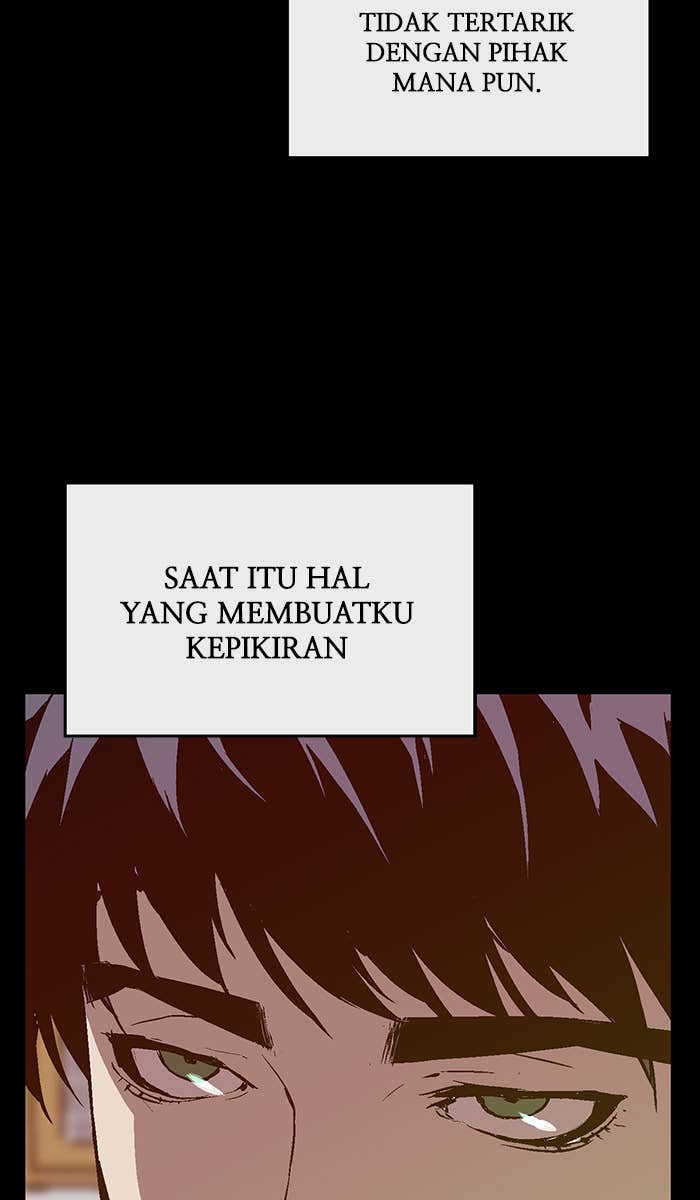 TIDAK TERTARIK
DENGAN PIHAK
MANA PUN.
SAAT ITU HAL
YANG MEMBUATKU
KEPIKIRAN